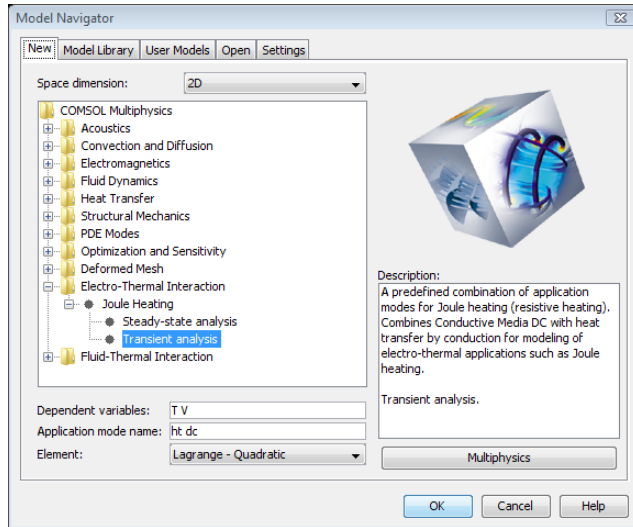 Model Navigator
New Model Library User Models Open Settings
Space dimension: 2D
COMSOL Multiphysics
Acoustics
Convection and Diffusion
Electromagnetics
Fluid Dynamics
Heat Transfer
Structural Mechanics
PDE Modes
Optimization and Sensitivity
Deformed Mesh
Electro-Thermal Interaction
Joule Heating
Steady-state analysis
Transient analysis
Fluid-Thermal Interaction
Description:
A predefined combination of application
modes for Joule heating (resistive heating).
Combines Conductive Media DC with heat
transfer by conduction for modeling of
electro-thermal applications such as Joule
heating.
Transient analysis.
Dependent variables: T V
Application mode name: ht dc
Element: Lagrange - Quadratic
Multiphysics
OK Cancel Help